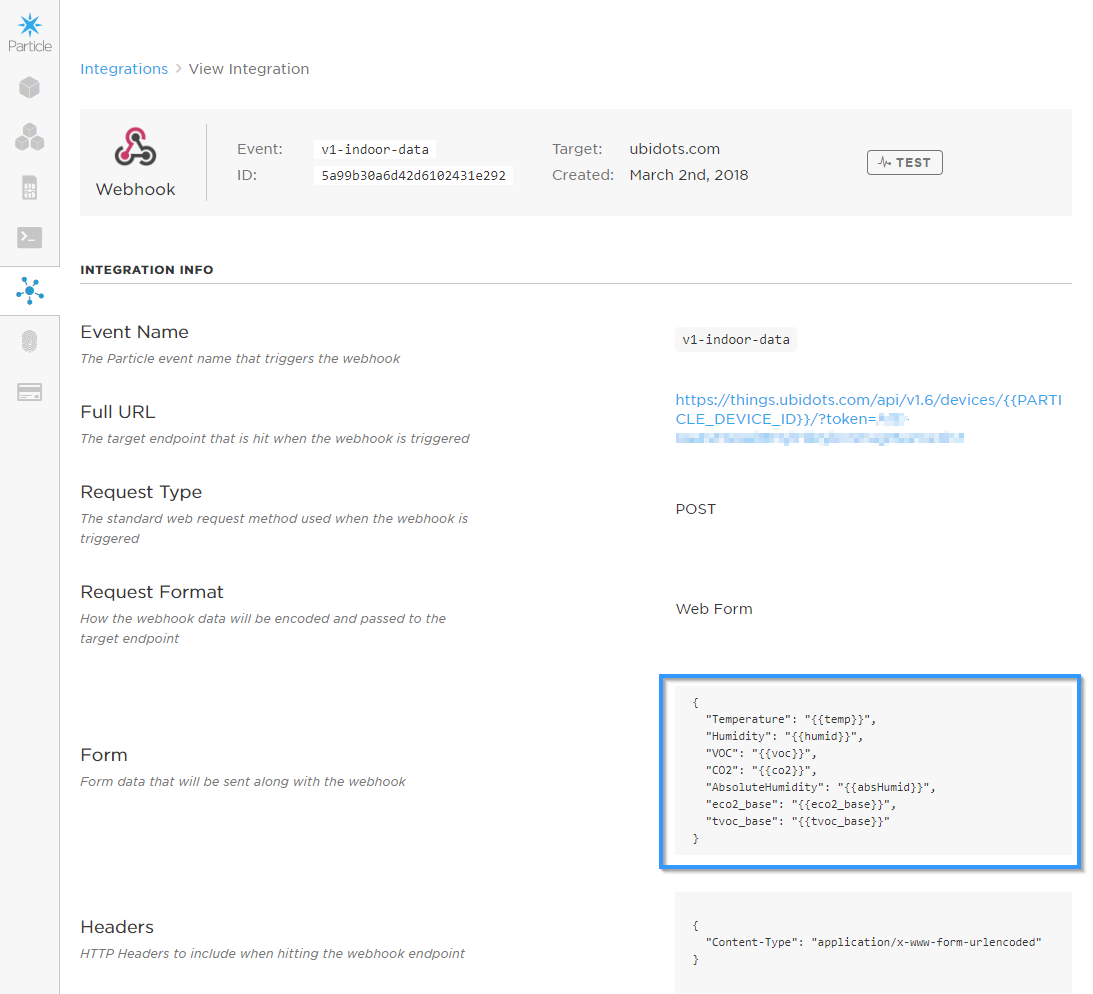 Particle
Integrations > View Integration
Webhook
Event: v1-indoor-data
ID: 5a99b30a6d42d6102431e292
Target: ubidots.com
Created: March 2nd, 2018
TEST
INTEGRATION INFO
Event Name
The Particle event name that triggers the webhook
v1-indoor-data
Full URL
The target endpoint that is hit when the webhook is triggered
https://things.ubidots.com/api/v1.6/devices/{{PARTI
CLE_DEVICE_ID}}/?token=
Request Type
The standard web request method used when the webhook is
triggered
POST
Request Format
How the webhook data will be encoded and passed to the
target endpoint
Web Form
Form
Form data that will be sent along with the webhook
{
"Temperature": "{{temp}}",
"Humidity": "{{humid}}",
"VOC": "{{voc}}",
"CO2": "{{co2}}",
"AbsoluteHumidity": "{{absHumid}}",
"eco2_base": "{{eco2_base}}",
"tvoc_base": "{{tvoc_base}}"
}
Headers
HTTP Headers to include when hitting the webhook endpoint
{
"Content-Type": "application/x-www-form-urlencoded"
}